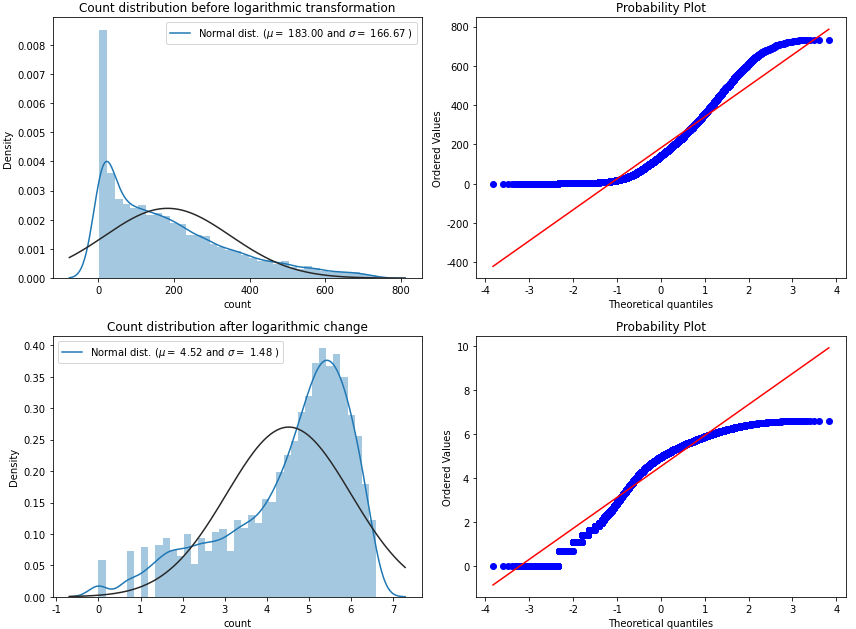 Count distribution before logarithmic transformation
Normal dist. (μ = 183.00 and σ = 166.67 )
Density
0.008
0.007
0.006
0.005
0.004
0.003
0.002
0.001
0.000
0 200 400 600 800
count
Probability Plot
Ordered Values
800
600
400
200
0
-200
-400
-4 -3 -2 -1 0 1 2 3 4
Theoretical quantiles
Count distribution after logarithmic change
Normal dist. (μ = 4.52 and σ = 1.48 )
Density
0.40
0.35
0.30
0.25
0.20
0.15
0.10
0.05
0.00
-1 0 1 2 3 4 5 6 7
count
Probability Plot
Ordered Values
10
8
6
4
2
0
-4 -3 -2 -1 0 1 2 3 4
Theoretical quantiles